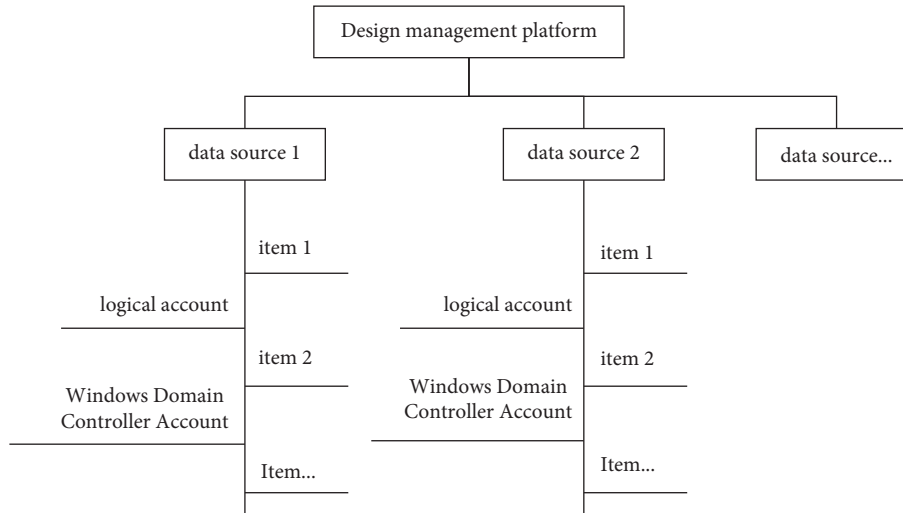 Design management platform
data source 1
data source 2
data source...
item 1
logical account
item 2
Windows Domain
Controller Account
Item...
item 1
logical account
item 2
Windows Domain
Controller Account
Item...